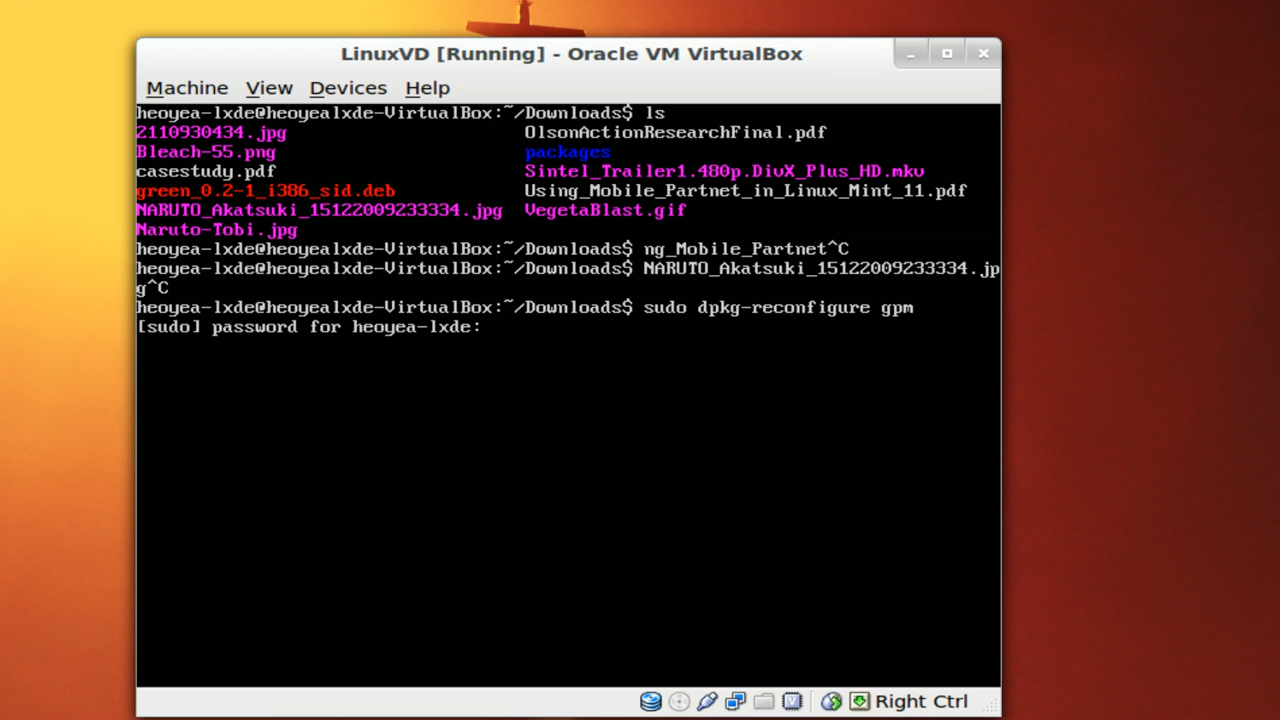 LinuxVD [Running] - Oracle VM VirtualBox
Machine View Devices Help
heoyea-lxde@heoyealxde-VirtualBox:~/Downloads$ ls
2110930434.jpg OlsonActionResearchFinal.pdf
Bleach-55.png packages
casestudy.pdf Sintel_Trailer1.480p.DivX_Plus_HD.mkv
green_0.2-1_i386_sid.deb Using_Mobile_Partnet_in_Linux_Mint_11.pdf
NARUTO_Akatsuki_15122009233334.jpg VegetaBlast.gif
Naruto-Tobi.jpg
heoyea-lxde@heoyealxde-VirtualBox:~/Downloads$ ng_Mobile_Partnet^C
heoyea-lxde@heoyealxde-VirtualBox:~/Downloads$ NARUTO_Akatsuki_15122009233334.jp
g^C
heoyea-lxde@heoyealxde-VirtualBox:~/Downloads$ sudo dpkg-reconfigure gpm
[sudo] password for heoyea-lxde:
Right Ctrl